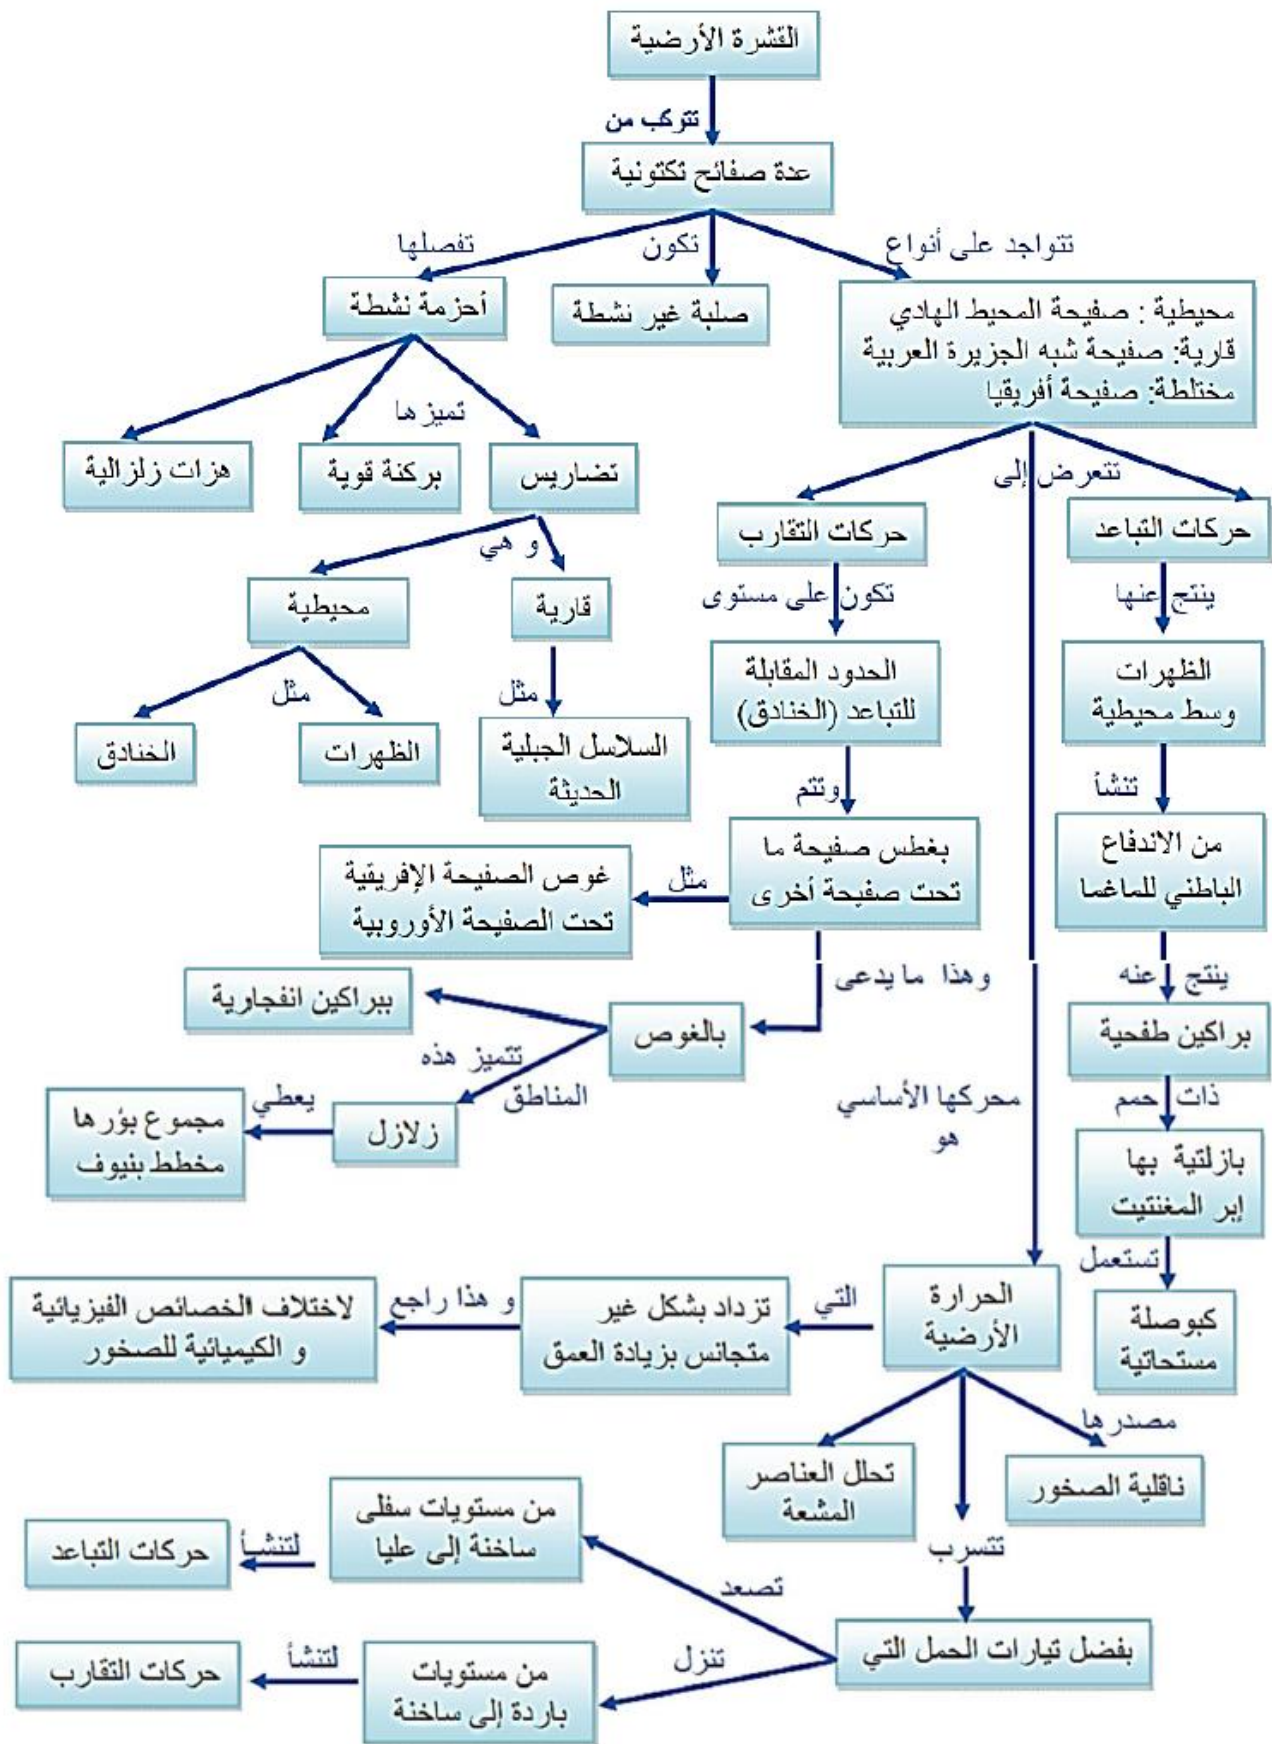 القشرة الأرضية
تتركب من
عدة صفائح تكتونية
تتواجد على أنواع
تكون
تفصلها
محيطية : صفيحة المحيط الهادي
قارية: صفيحة شبه الجزيرة العربية
مختلطة: صفيحة أفريقيا
صلبة غير نشطة
أحزمة نشطة
تميزها
تضاريس
بركنة قوية
هزات زلزالية
و هي
قارية
محيطية
مثل
السلاسل الجبلية
الحديثة
مثل
الظهرات
الخنادق
تتعرض إلى
حركات التباعد
حركات التقارب
ينتج عنها
الظهرات
وسط محيطية
تنشأ
من الاندفاع
الباطني للماغما
ينتج عنه
براكين طفحية
ذات حمم
بازلتية بها
إبر المغنتيت
تستعمل
كبوصلة
مستحاتية
تكون على مستوى
الحدود المقابلة
للتباعد (الخنادق)
وتتم
بغطس صفيحة ما
تحت صفيحة أخرى
مثل
غوص الصفيحة الإفريقية
تحت الصفيحة الأوروبية
وهذا ما يدعى
بالغوص
تتميز هذه
المناطق
ببراكين انفجارية
زلازل
يعطي
مجموع بؤرها
مخطط بنيوف
محركها الأساسي
هو
الحرارة
الأرضية
التي
تزداد بشكل غير
متجانس بزيادة العمق
و هذا راجع
لاختلاف الخصائص الفيزيائية
و الكيميائية للصخور
مصدرها
ناقلية الصخور
تحلل العناصر
المشعة
تتسرب
بفضل تيارات الحمل التي
تصعد
من مستويات سفلى
ساخنة إلى عليا
لتنشأ
حركات التباعد
تنزل
من مستويات
باردة إلى ساخنة
لتنشأ
حركات التقارب